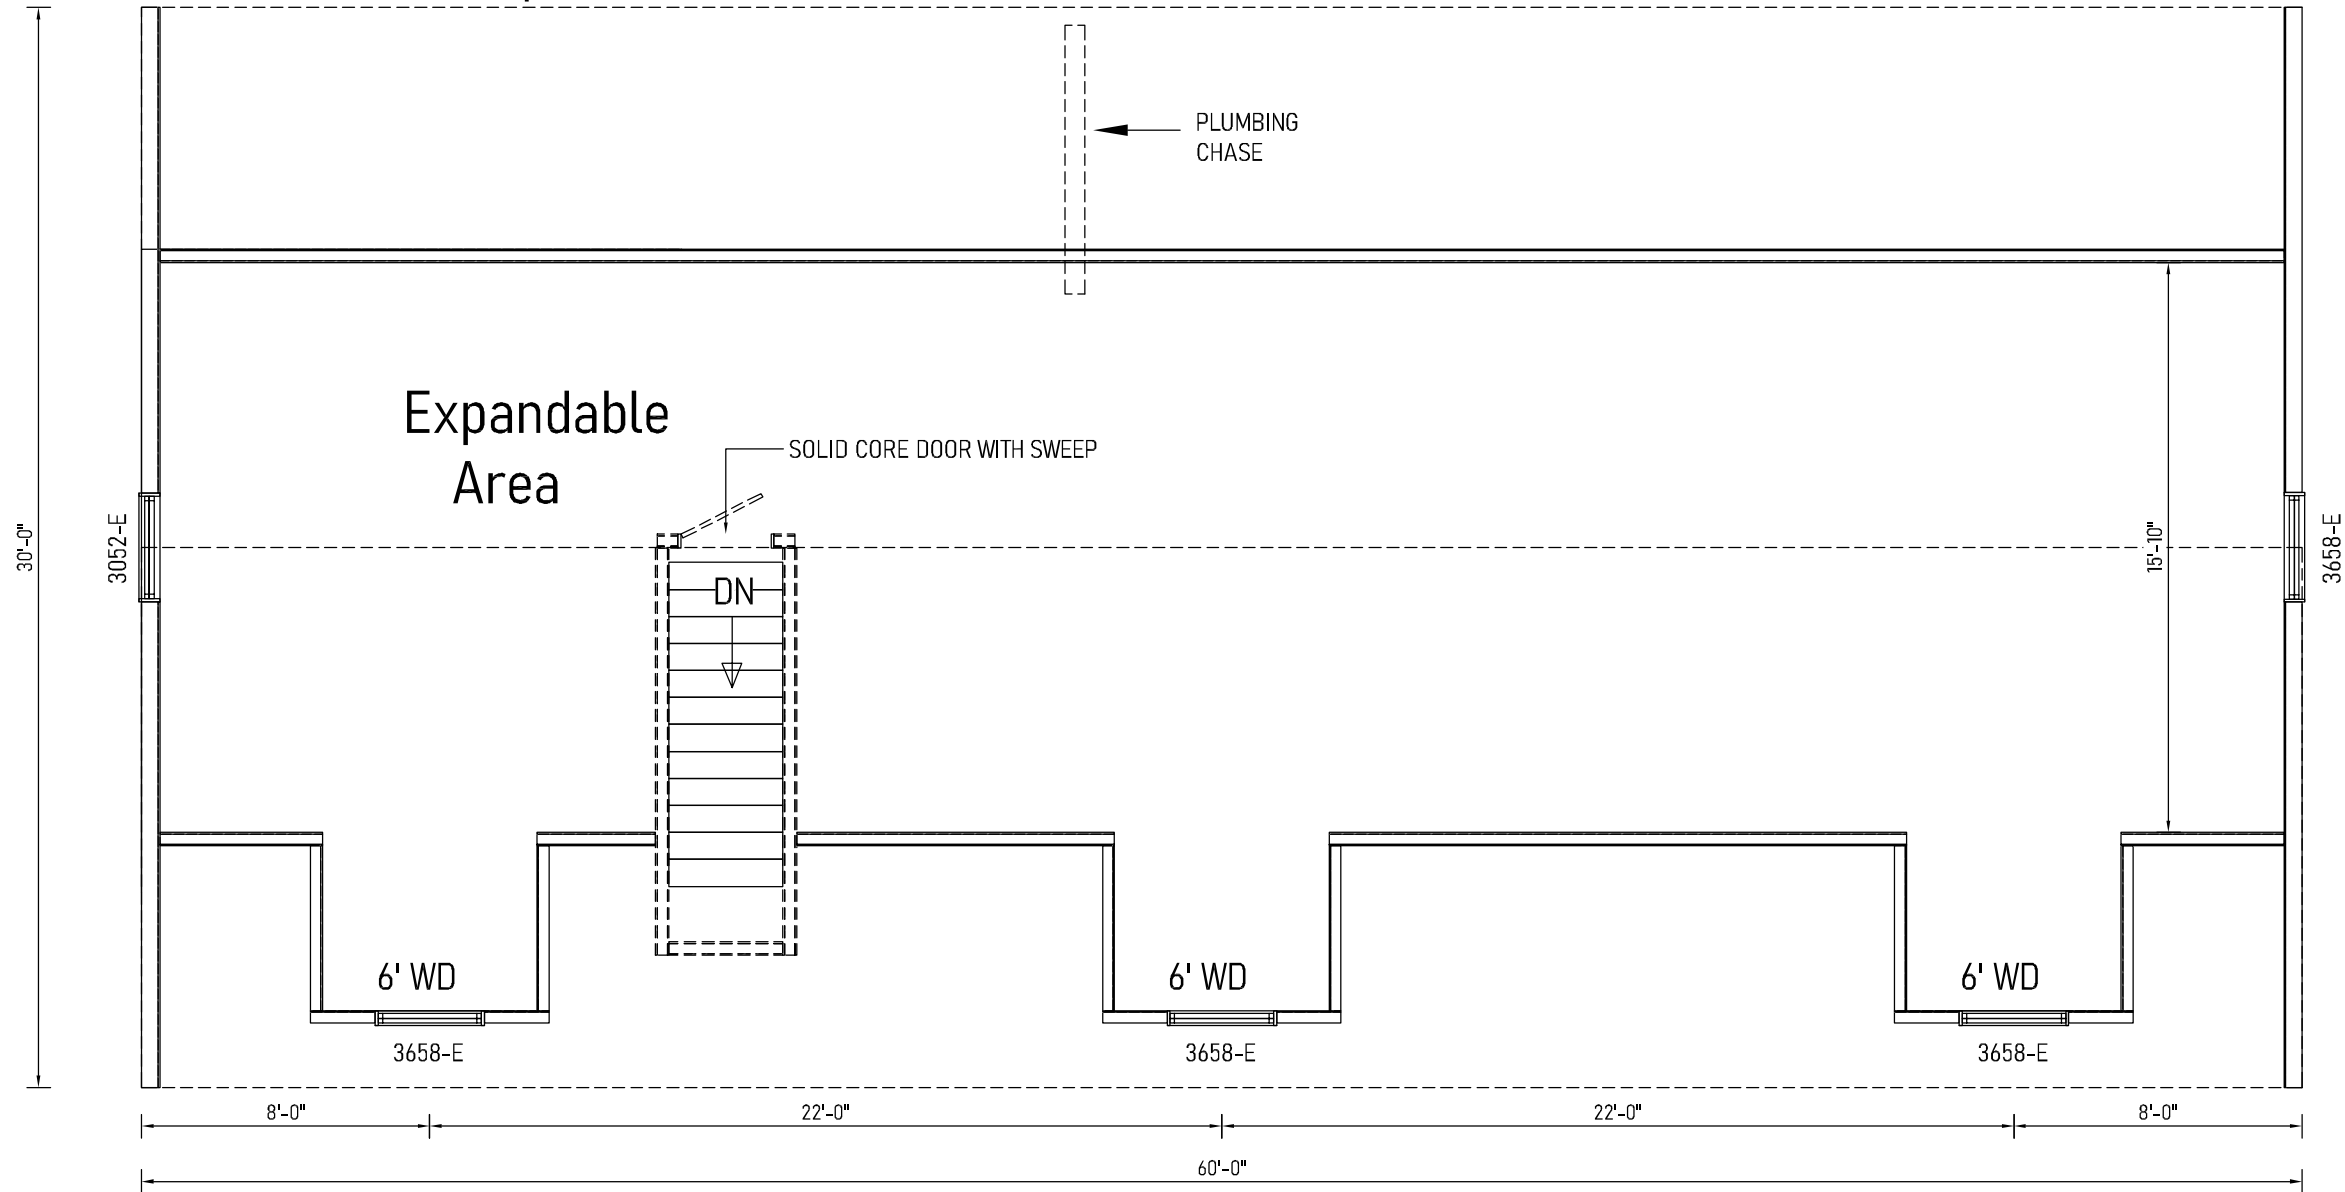 PLUMBING
CHASE
Expandable
Area
SOLID CORE DOOR WITH SWEEP
30'-0"
3052-E
15'-10"
3658-E
DN
6' WD
6' WD
6' WD
3658-E
3658-E
3658-E
8'-0"
22'-0"
22'-0"
8'-0"
60'-0"